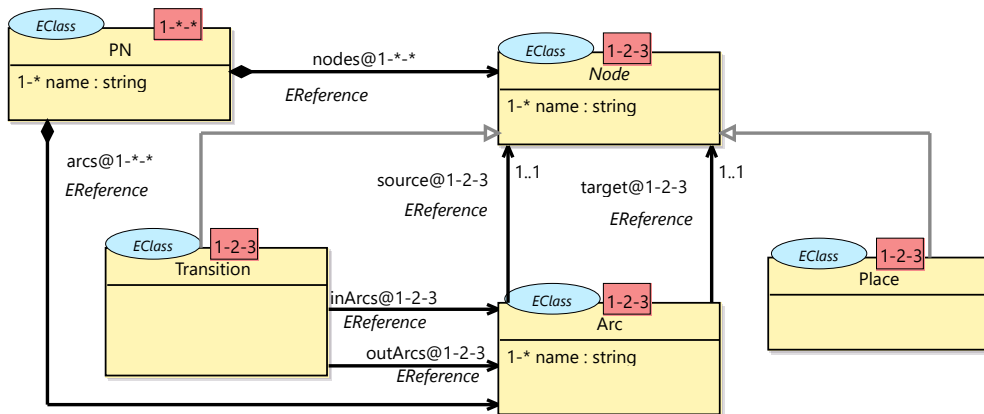 EClass
1-*-*
PN
1-* name : string
nodes@1-*-*
EReference
EClass
1-2-3
Node
1-* name : string
arcs@1-*-*
EReference
source@1-2-3
EReference
1..1
target@1-2-3
EReference
1..1
EClass
1-2-3
Transition
inArcs@1-2-3
EReference
outArcs@1-2-3
EReference
EClass
1-2-3
Arc
1-* name : string
EClass
1-2-3
Place